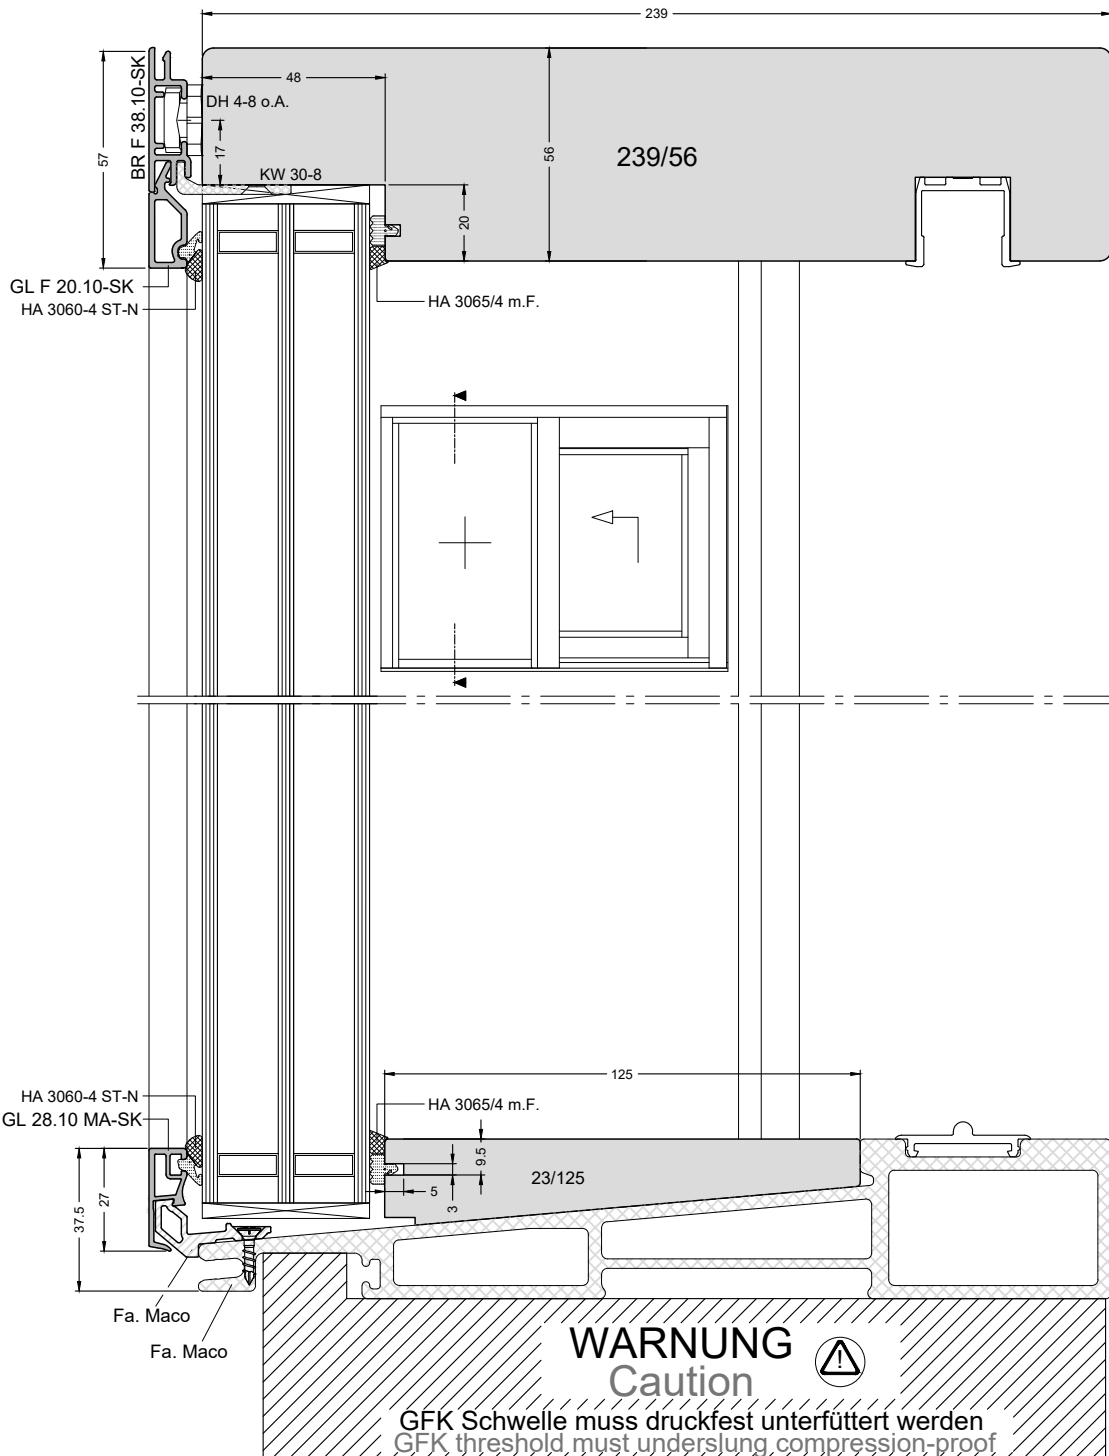 239
48
BR F 38.10-SK
DH 4-8 o.A.
57
17
56
239/56
KW 30-8
20
GL F 20.10-SK
HA 3060-4 ST-N
HA 3065/4 m.F.
125
HA 3060-4 ST-N
GL 28.10 MA-SK
HA 3065/4 m.F.
9.5
23/125
5
3
27
37.5
Fa. Maco
Fa. Maco
WARNUNG
!
Caution
GFK Schwelle muss druckfest unterfüttert werden
GFK threshold must underslung compression-proof